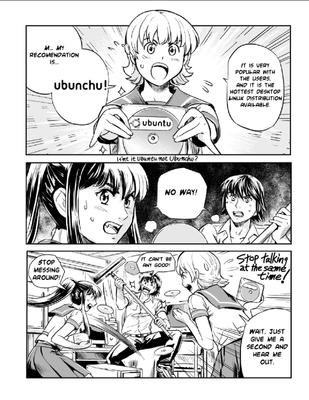 M.. MY
RECOMENDATION
IS...
ubunchu!
IT IS VERY
POPULAR WITH
THE USERS,
AND IT IS THE
HOTTEST DESKTOP
LINUX DISTRIBUTION
AVAILABLE.
ubuntu
Isn't it Ubuntu not Ubunchu?
NO WAY!
STOP
MESSING
AROUND!
IT CAN'T BE
ANY GOOD!
Stop talking
at the same
time!
WAIT. JUST
GIVE ME A
SECOND AND
HEAR ME
OUT.